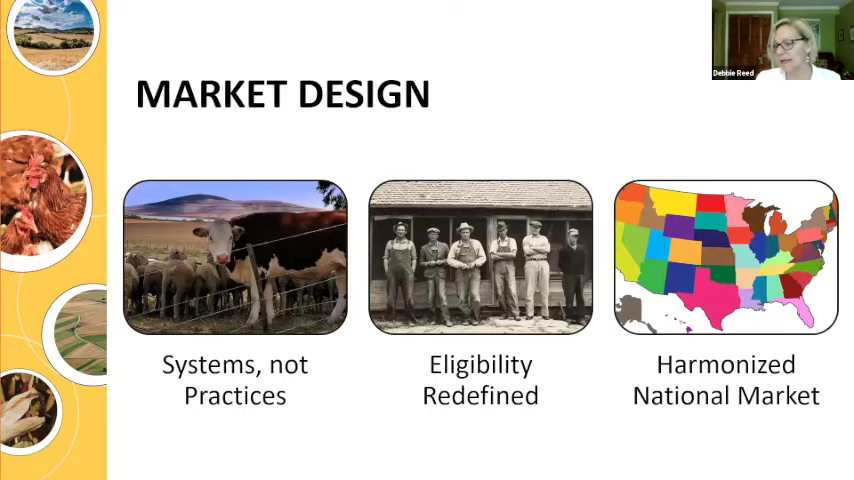 Debbie Reed
MARKET DESIGN
Systems, not
Practices
Eligibility
Redefined
Harmonized
National Market